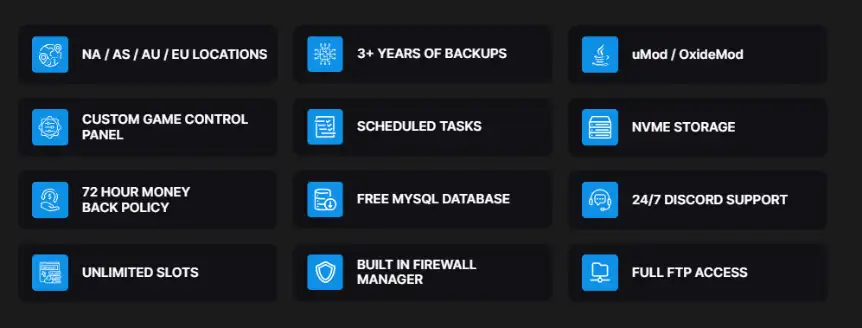 NA / AS / AU / EU LOCATIONS
3+ YEARS OF BACKUPS
uMod / OxideMod
CUSTOM GAME CONTROL
PANEL
SCHEDULED TASKS
NVME STORAGE
72 HOUR MONEY
BACK POLICY
FREE MYSQL DATABASE
24/7 DISCORD SUPPORT
UNLIMITED SLOTS
BUILT IN FIREWALL
MANAGER
FULL FTP ACCESS